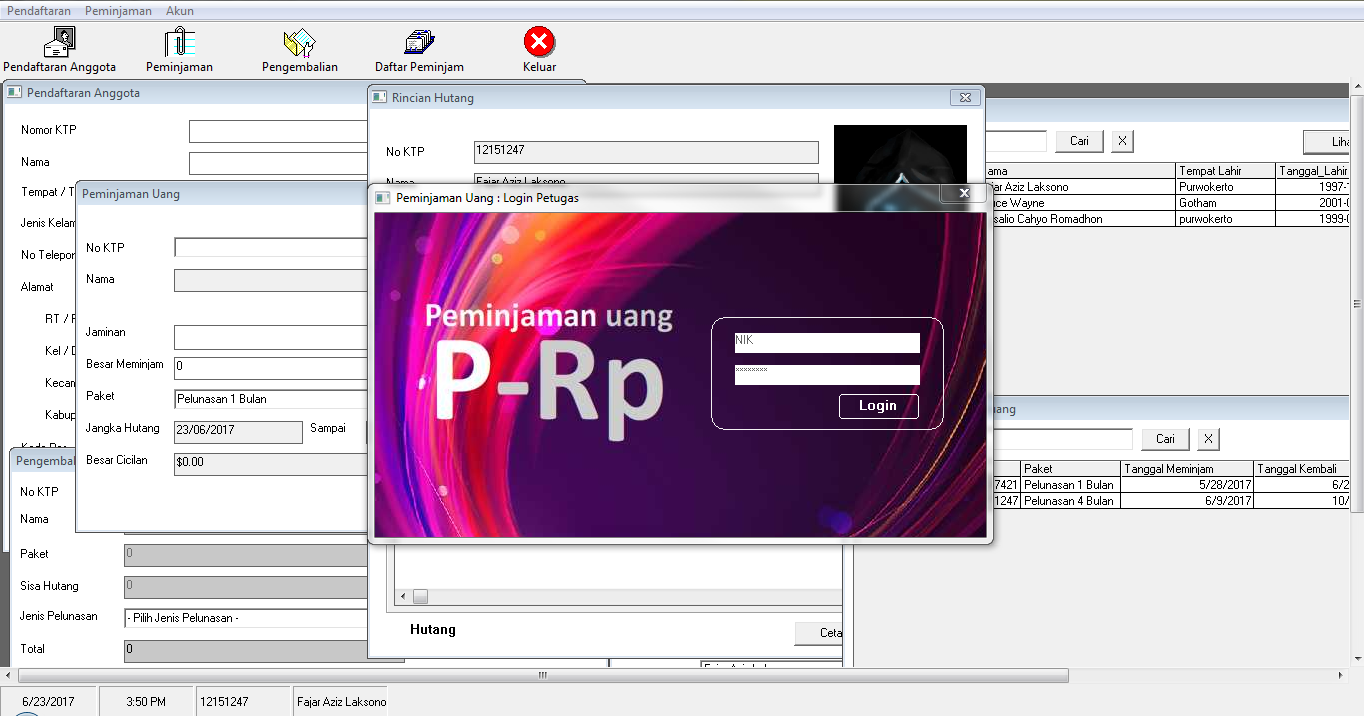 Pendaftaran Peminjaman Akun
Pendaftaran Anggota Peminjaman Pengembalian Daftar Peminjam Keluar
Pendaftaran Anggota
Nomor KTP
Nama
Tempat / T
Jenis Kelam
No Telepor
Alamat
RT / F
Kel / D
Kecam
Kabup
Peminjaman Uang
No KTP
Nama
Jaminan
Besar Meminjam 0
Paket Pelunasan 1 Bulan
Jangka Hutang 23/06/2017 Sampai
Besar Cicilan $0.00
Pengembal
No KTP
Nama
Paket 0
Sisa Hutang 0
Jenis Pelunasan - Pilih Jenis Pelunasan -
Total 0
Rincian Hutang
No KTP 12151247
Nama Fajar Aziz Laksono
Hutang Ceta
Peminjaman Uang : Login Petugas
Peminjaman uang
P-Rp
NIK
********
Login
Cari X Liha
ama Tempat Lahir Tanggal_Lahir
jar Aziz Laksono Purwokerto 1997-
uce Wayne Gotham 2001-0
salio Cahyo Romadhon purwokerto 1999-0
uang
Cari X
Paket Tanggal Meminjam Tanggal Kembali
7421 Pelunasan 1 Bulan 5/28/2017 6/2
1247 Pelunasan 4 Bulan 6/9/2017 10/
6/23/2017 3:50 PM 12151247 Fajar Aziz Laksono